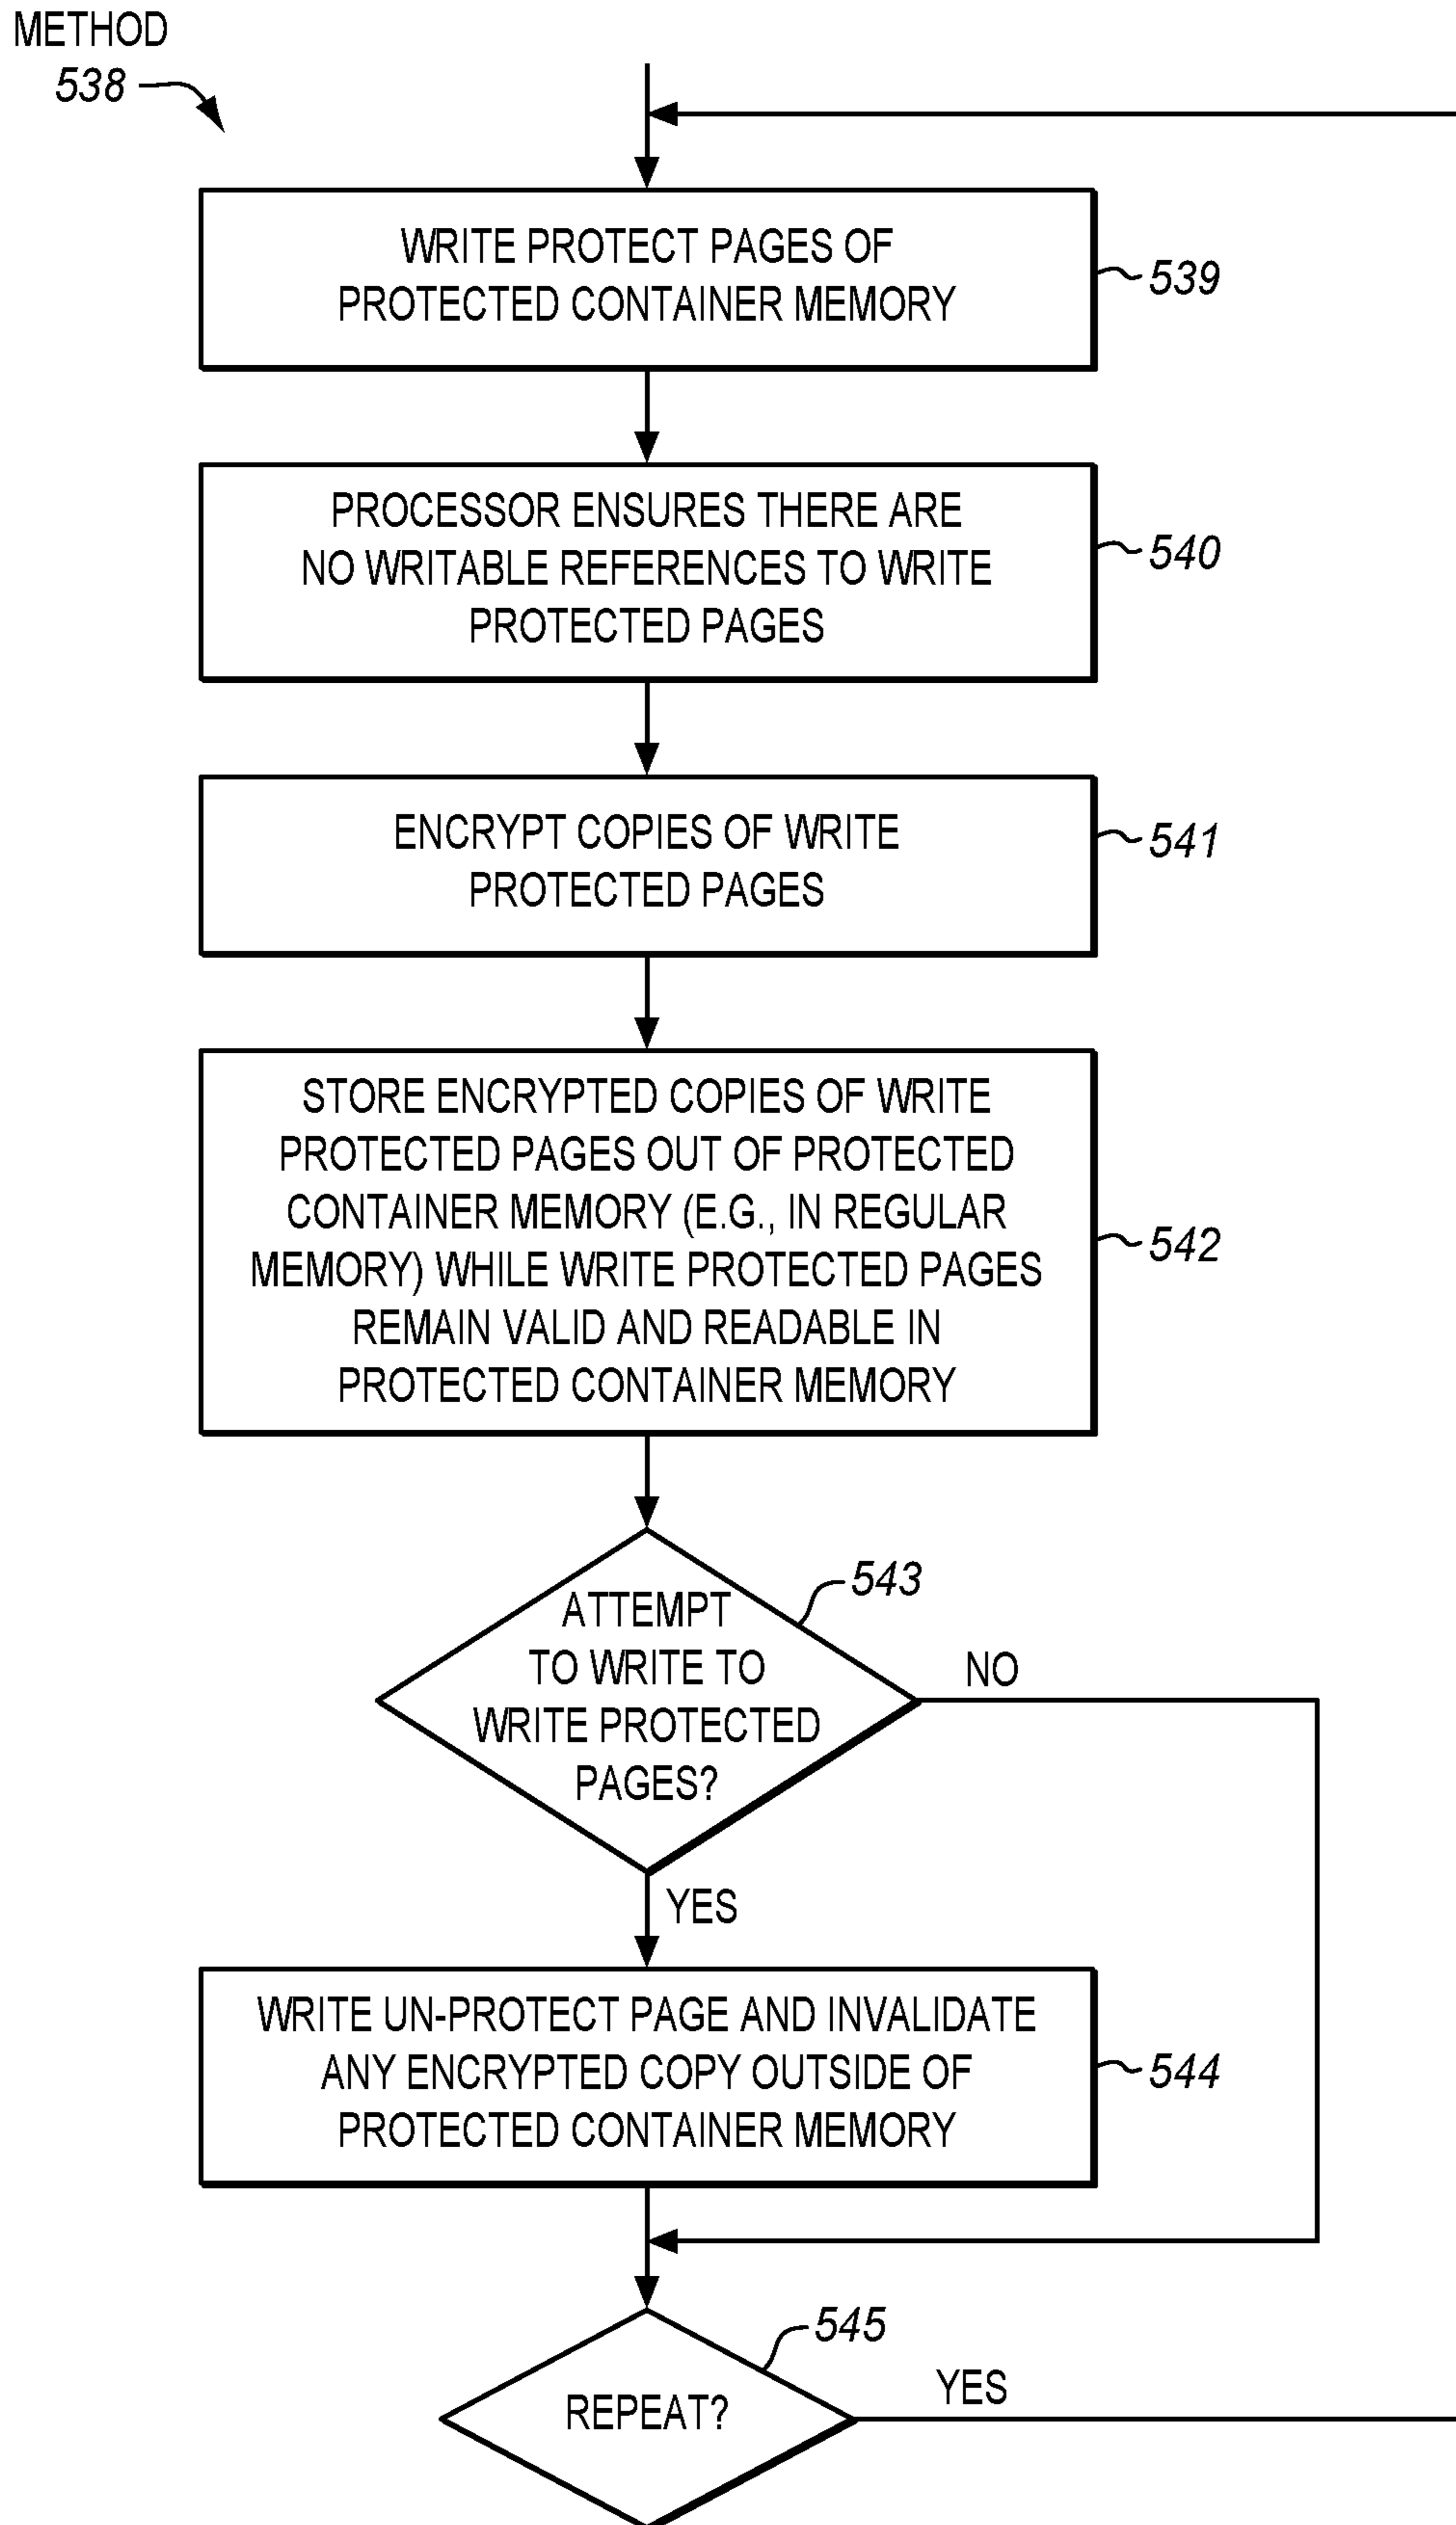 METHOD
538
WRITE PROTECT PAGES OF
PROTECTED CONTAINER MEMORY
539
PROCESSOR ENSURES THERE ARE
NO WRITABLE REFERENCES TO WRITE
PROTECTED PAGES
540
ENCRYPT COPIES OF WRITE
PROTECTED PAGES
541
STORE ENCRYPTED COPIES OF WRITE
PROTECTED PAGES OUT OF PROTECTED
CONTAINER MEMORY (E.G., IN REGULAR
MEMORY) WHILE WRITE PROTECTED PAGES
REMAIN VALID AND READABLE IN
PROTECTED CONTAINER MEMORY
542
543
ATTEMPT
TO WRITE TO
WRITE PROTECTED
PAGES?
NO
YES
WRITE UN-PROTECT PAGE AND INVALIDATE
ANY ENCRYPTED COPY OUTSIDE OF
PROTECTED CONTAINER MEMORY
544
545
REPEAT?
YES